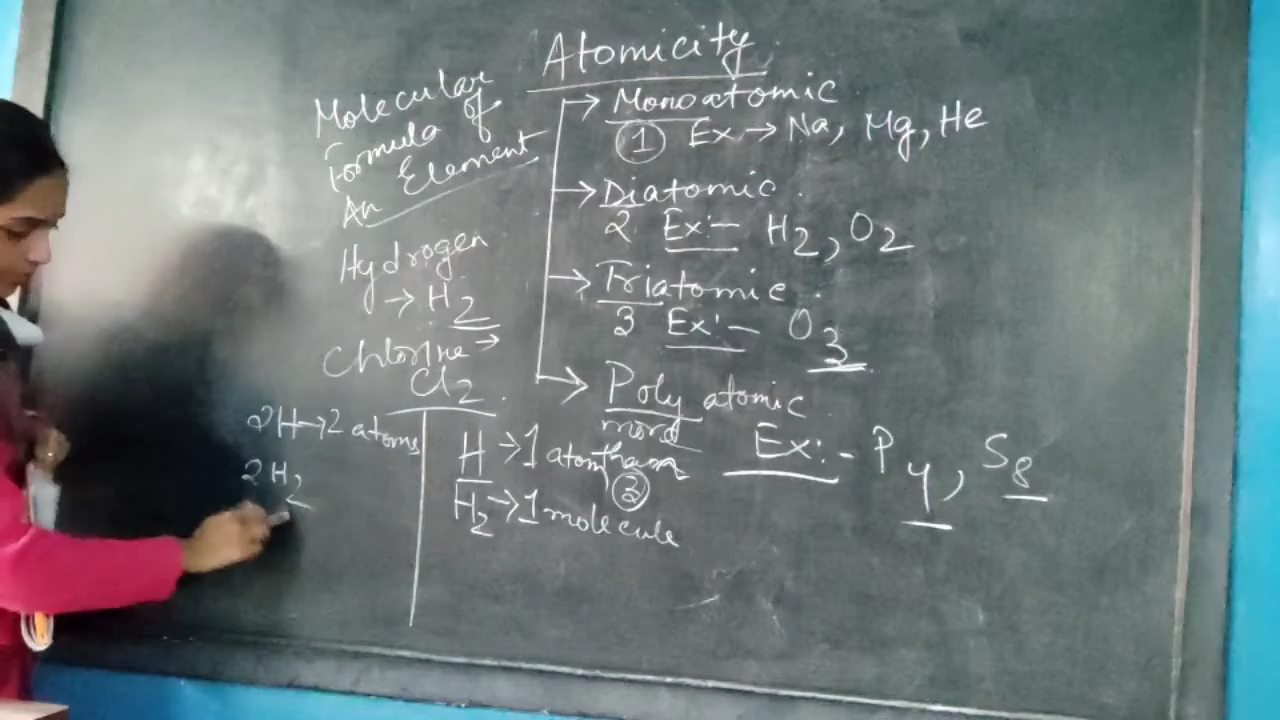 Atomicity
Molecular
Formula of
An Element
Hydrogen
→ H2
Chlorine →
Cl2
→ Monoatomic
1 Ex → Na, Mg, He
→ Diatomic
2 Ex:- H2, O2
→ Triatomic
3 Ex:- O3
→ Poly atomic
more
than
3
Ex:- P4, S8
2H → 2 atoms
2H2
H → 1 atom
H2 → 1 molecule